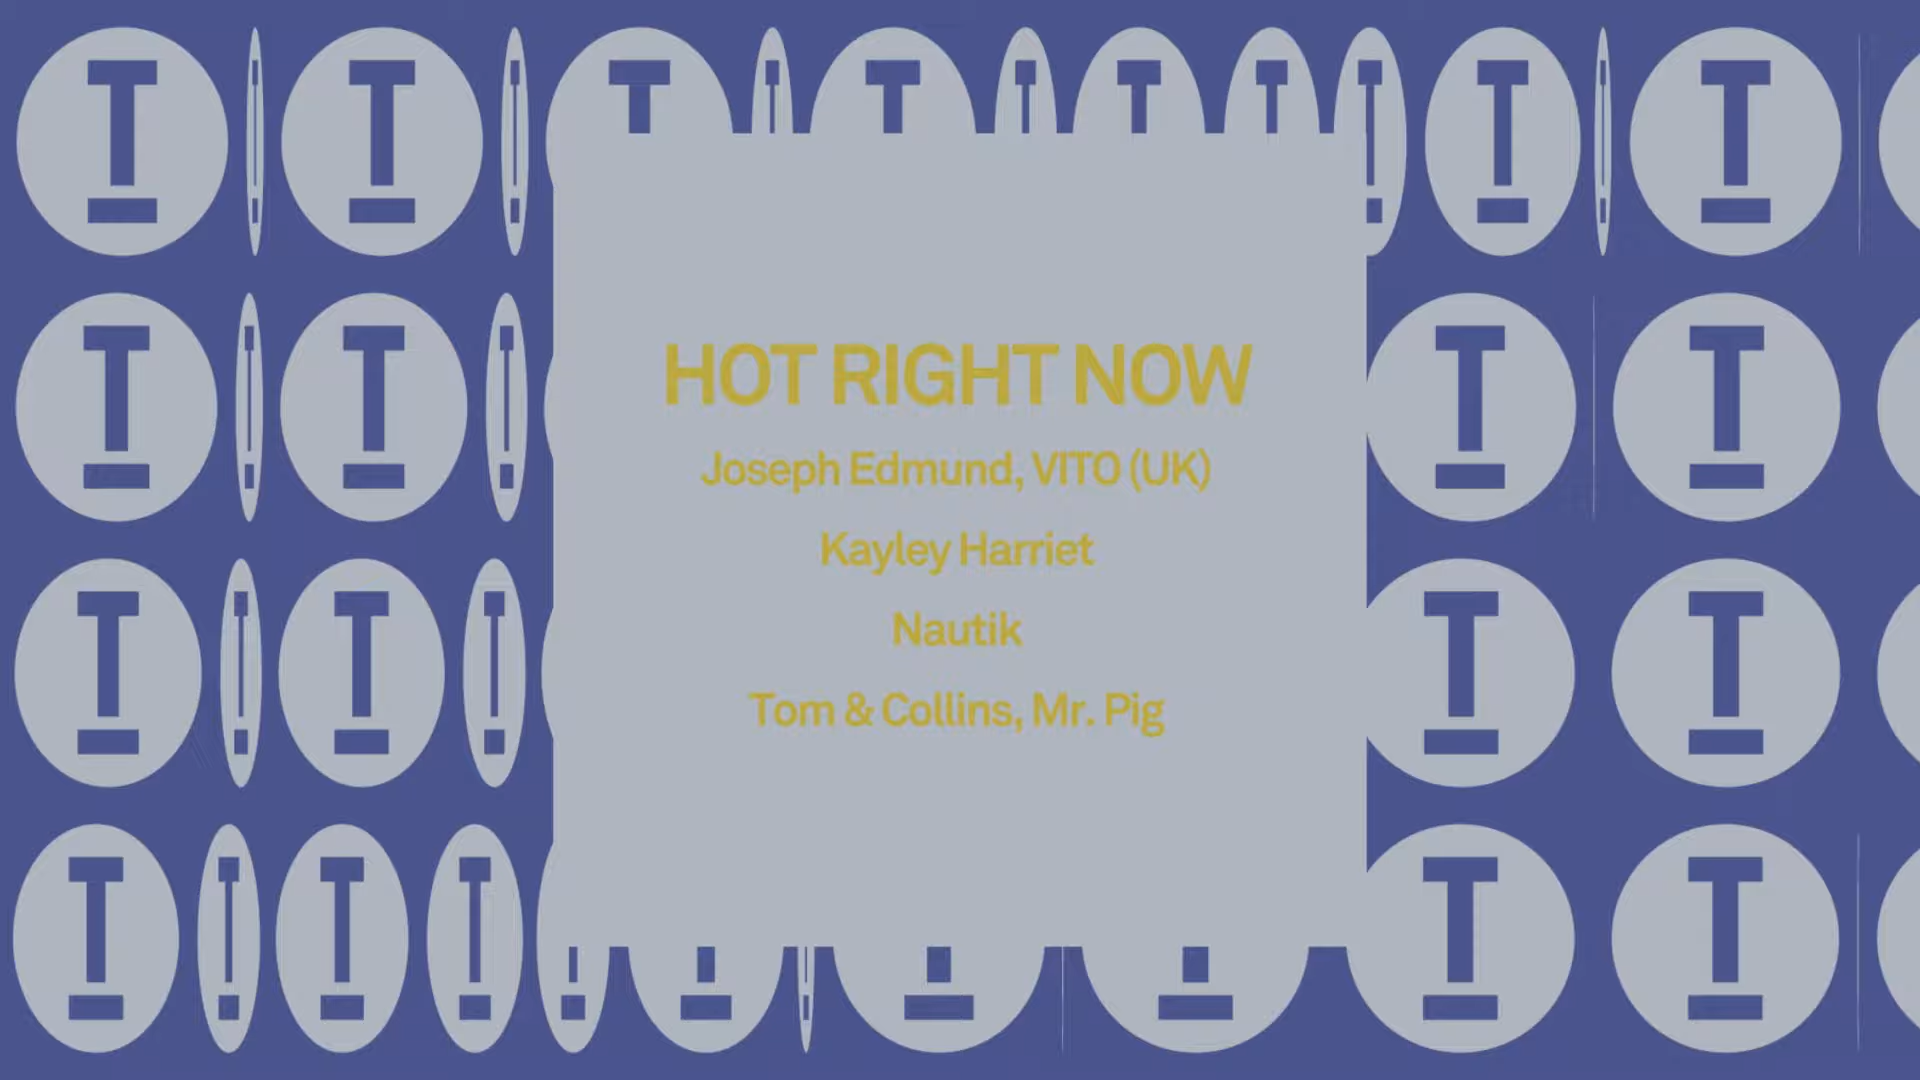 HOT RIGHT NOW
Joseph Edmund, VITO (UK)
Kayley Harriet
Nautik
Tom & Collins, Mr. Pig